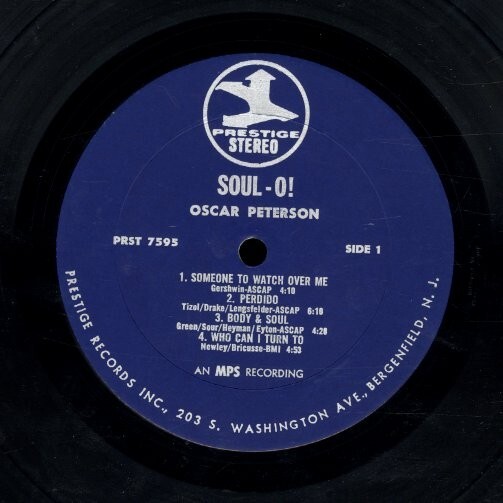 PRESTIGE
STEREO
SOUL-O!
OSCAR PETERSON
PRST 7595
SIDE 1
1. SOMEONE TO WATCH OVER ME
Gershwin-ASCAP 4:10
2. PERDIDO
Tizol/Drake/Lengsfelder-ASCAP 6:10
3. BODY & SOUL
Green/Sour/Heyman/Eyton-ASCAP 4:28
4. WHO CAN I TURN TO
Newley/Bricusse-BMI 4:53
AN MPS RECORDING
PRESTIGE RECORDS INC., 203 S. WASHINGTON AVE., BERGENFIELD, N. J.